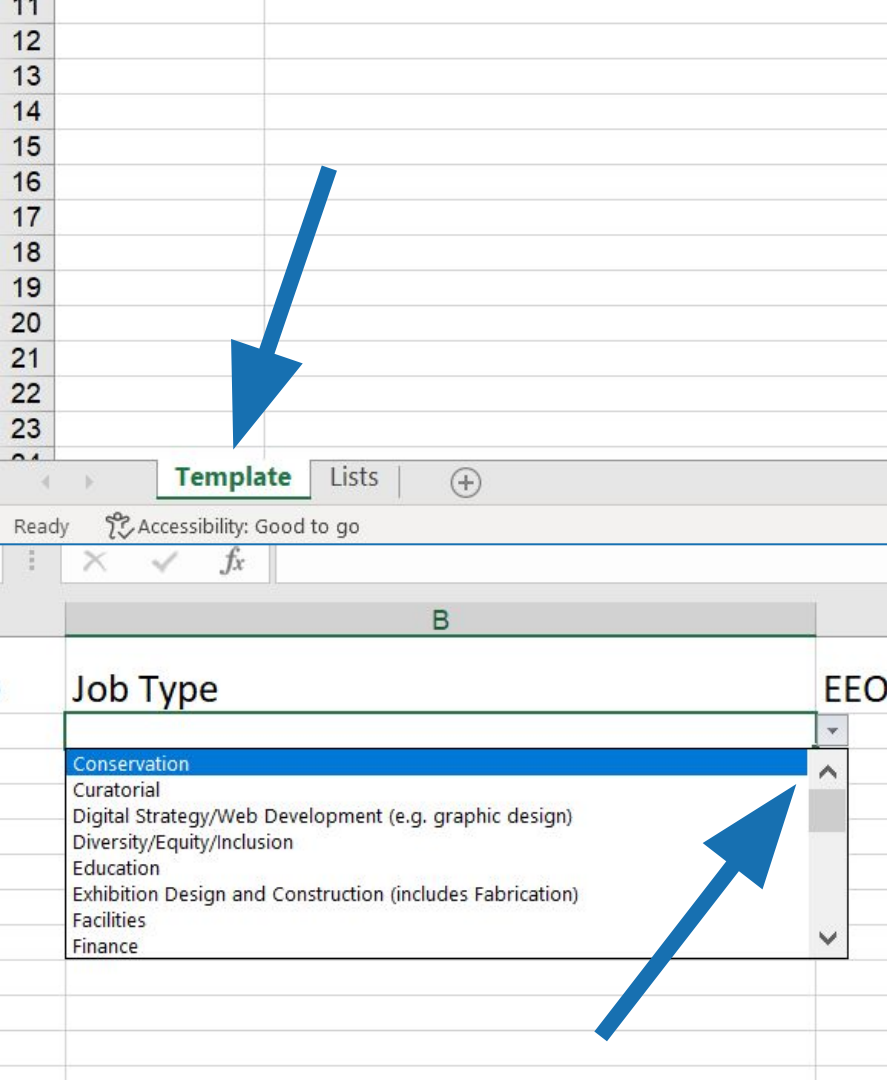 11
12
13
14
15
16
17
18
19
20
21
22
23
24
Template Lists
Ready Accessibility: Good to go
fx
B
Job Type EEO
Conservation
Curatorial
Digital Strategy/Web Development (e.g. graphic design)
Diversity/Equity/Inclusion
Education
Exhibition Design and Construction (includes Fabrication)
Facilities
Finance